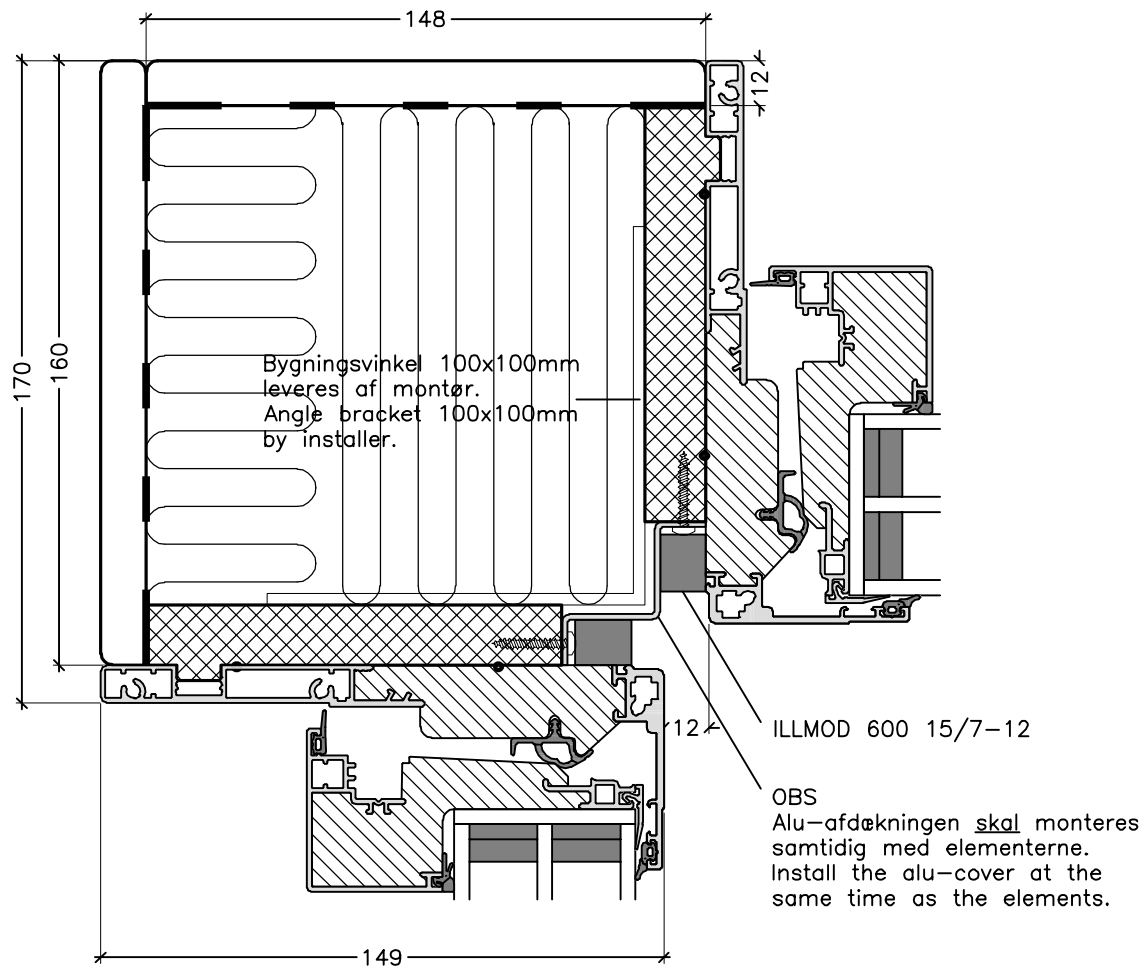 148
12
170
160
Bygningsvinkel 100x100mm
leveres af montør.
Angle bracket 100x100mm
by installer.
12
ILLMOD 600 15/7-12
OBS
Alu-afdækningen skal monteres
samtidig med elementerne.
Install the alu-cover at the
same time as the elements.
149